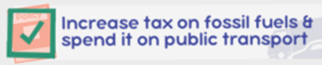 Increase tax on fossil fuels &
spend it on public transport